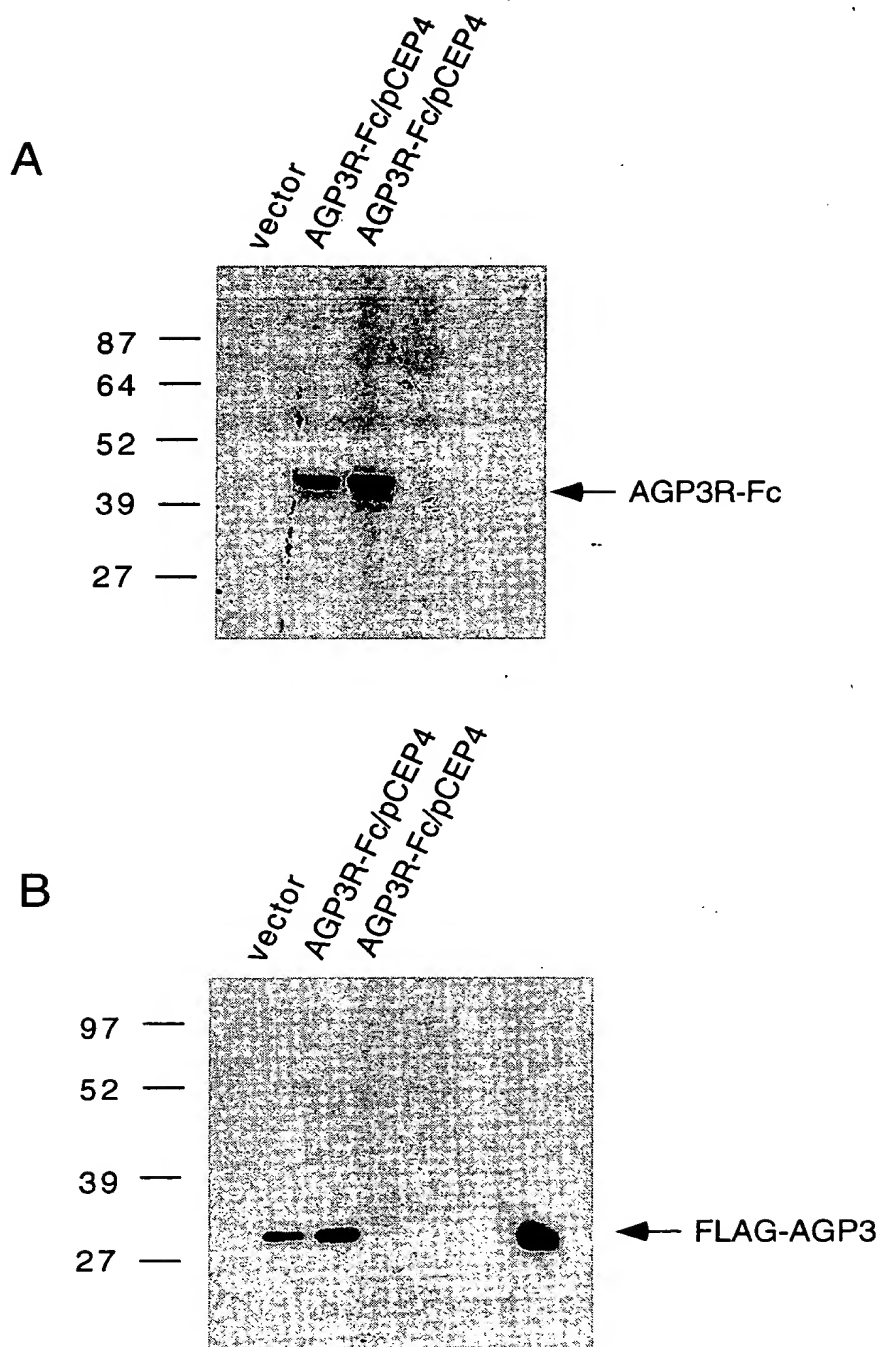 A
vector
AGP3R-Fc/pCEP4
AGP3R-Fc/pCEP4
87
64
52
39
27
AGP3R-Fc
B
vector
AGP3R-Fc/pCEP4
AGP3R-Fc/pCEP4
97
52
39
27
FLAG-AGP3